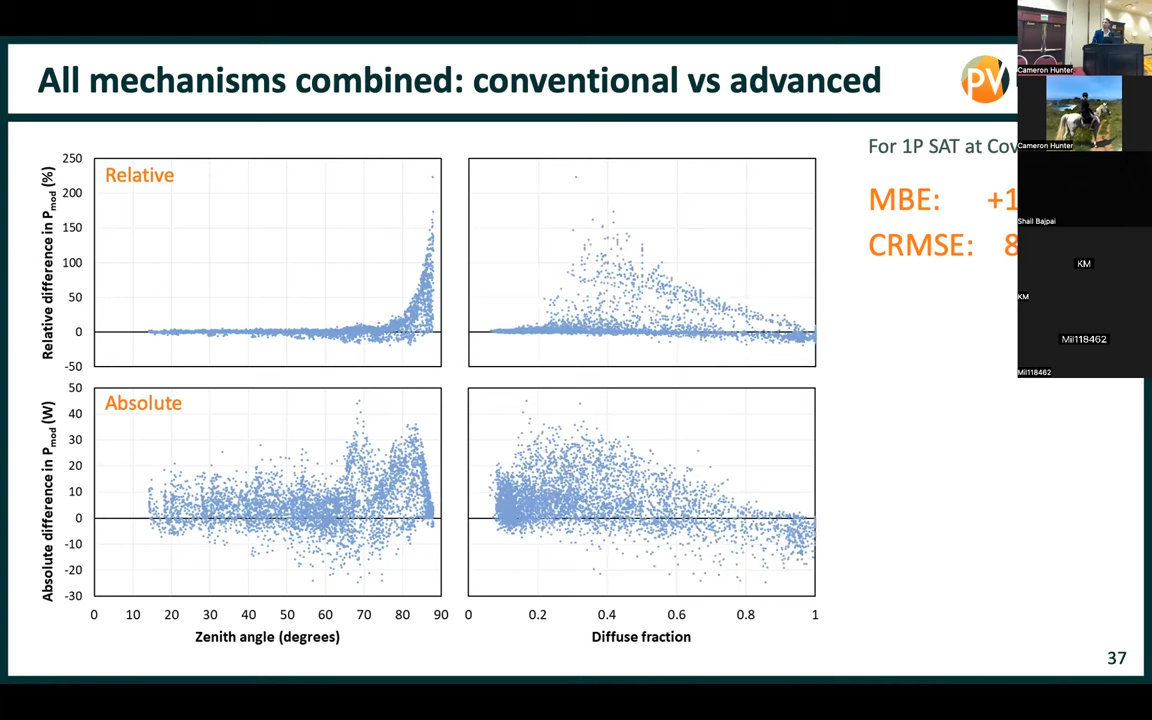 All mechanisms combined: conventional vs advanced
PV
Cameron Hunter
Cameron Hunter
Shail Bajpai
KM
KM
Mil118462
Mil118462
For 1P SAT at Cov
MBE: +1
CRMSE: 8
Relative difference in Pmod (%)
250
200
150
100
50
0
-50
Relative
Absolute difference in Pmod (W)
50
40
30
20
10
0
-10
-20
-30
Absolute
0 10 20 30 40 50 60 70 80 90
Zenith angle (degrees)
0 0.2 0.4 0.6 0.8 1
Diffuse fraction
37